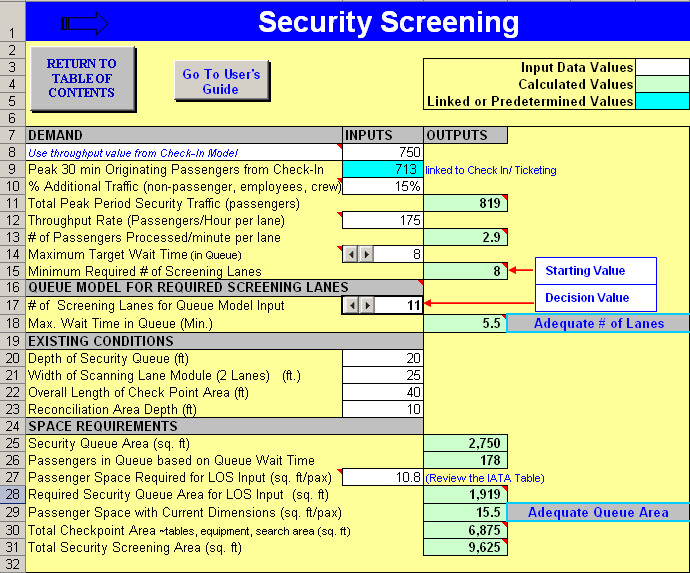 1 Security Screening
2
RETURN TO
TABLE OF
CONTENTS
Go To User's
Guide
3 Input Data Values
4 Calculated Values
5 Linked or Predetermined Values
6
7 DEMAND INPUTS OUTPUTS
8 Use throughput value from Check-In Model 750
9 Peak 30 min Originating Passengers from Check-In 713 linked to Check In/ Ticketing
10 % Additional Traffic (non-passenger, employees, crew) 15%
11 Total Peak Period Security Traffic (passengers) 819
12 Throughput Rate (Passengers/Hour per lane) 175
13 # of Passengers Processed/minute per lane 2.9
14 Maximum Target Wait Time (in Queue) 8
15 Minimum Required # of Screening Lanes 8 Starting Value
16 QUEUE MODEL FOR REQUIRED SCREENING LANES
17 # of Screening Lanes for Queue Model Input 11 Decision Value
18 Max. Wait Time in Queue (Min.) 5.5 Adequate # of Lanes
19 EXISTING CONDITIONS
20 Depth of Security Queue (ft) 20
21 Width of Scanning Lane Module (2 Lanes) (ft.) 25
22 Overall Length of Check Point Area (ft) 40
23 Reconciliation Area Depth (ft) 10
24 SPACE REQUIREMENTS
25 Security Queue Area (sq. ft) 2,750
26 Passengers in Queue based on Queue Wait Time 178
27 Passenger Space Required for LOS Input (sq. ft/pax) 10.8 (Review the IATA Table)
28 Required Security Queue Area for LOS Input (sq. ft) 1,919
29 Passenger Space with Current Dimensions (sq. ft/pax) 15.5 Adequate Queue Area
30 Total Checkpoint Area ~tables, equipment, search area (sq. ft) 6,875
31 Total Security Screening Area (sq. ft) 9,625
32